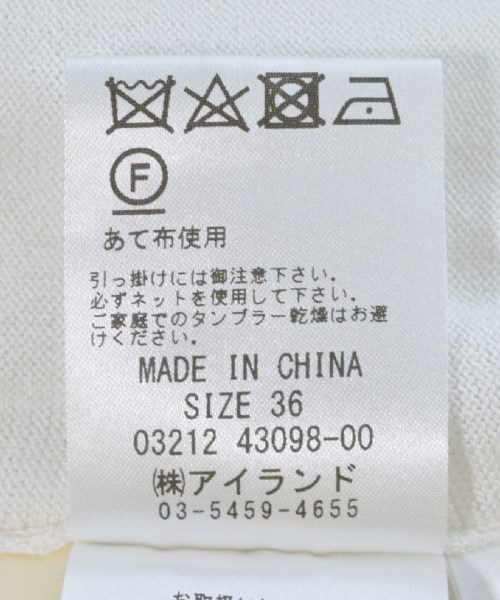 F
あて布使用
引っ掛けには御注意下さい。
必ずネットを使用して下さい。
ご家庭でのタンブラー乾燥はお避
けください。
MADE IN CHINA
SIZE 36
03212 43098-00
㈱アイランド
03-5459-4655